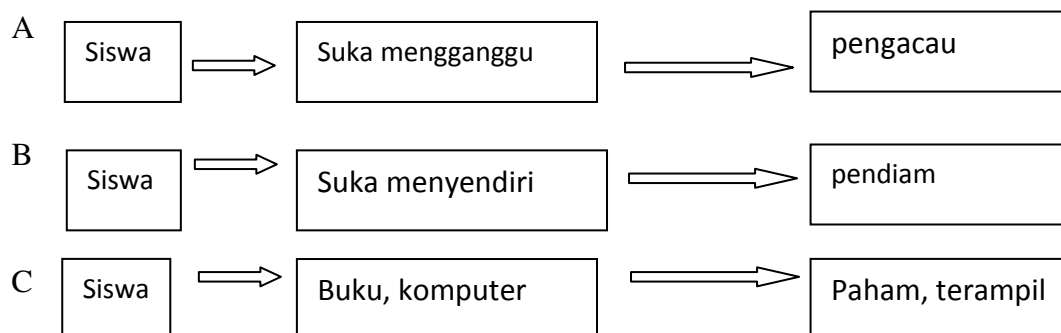 A
Siswa
Suka mengganggu
pengacau
B
Siswa
Suka menyendiri
pendiam
C
Siswa
Buku, komputer
Paham, terampil